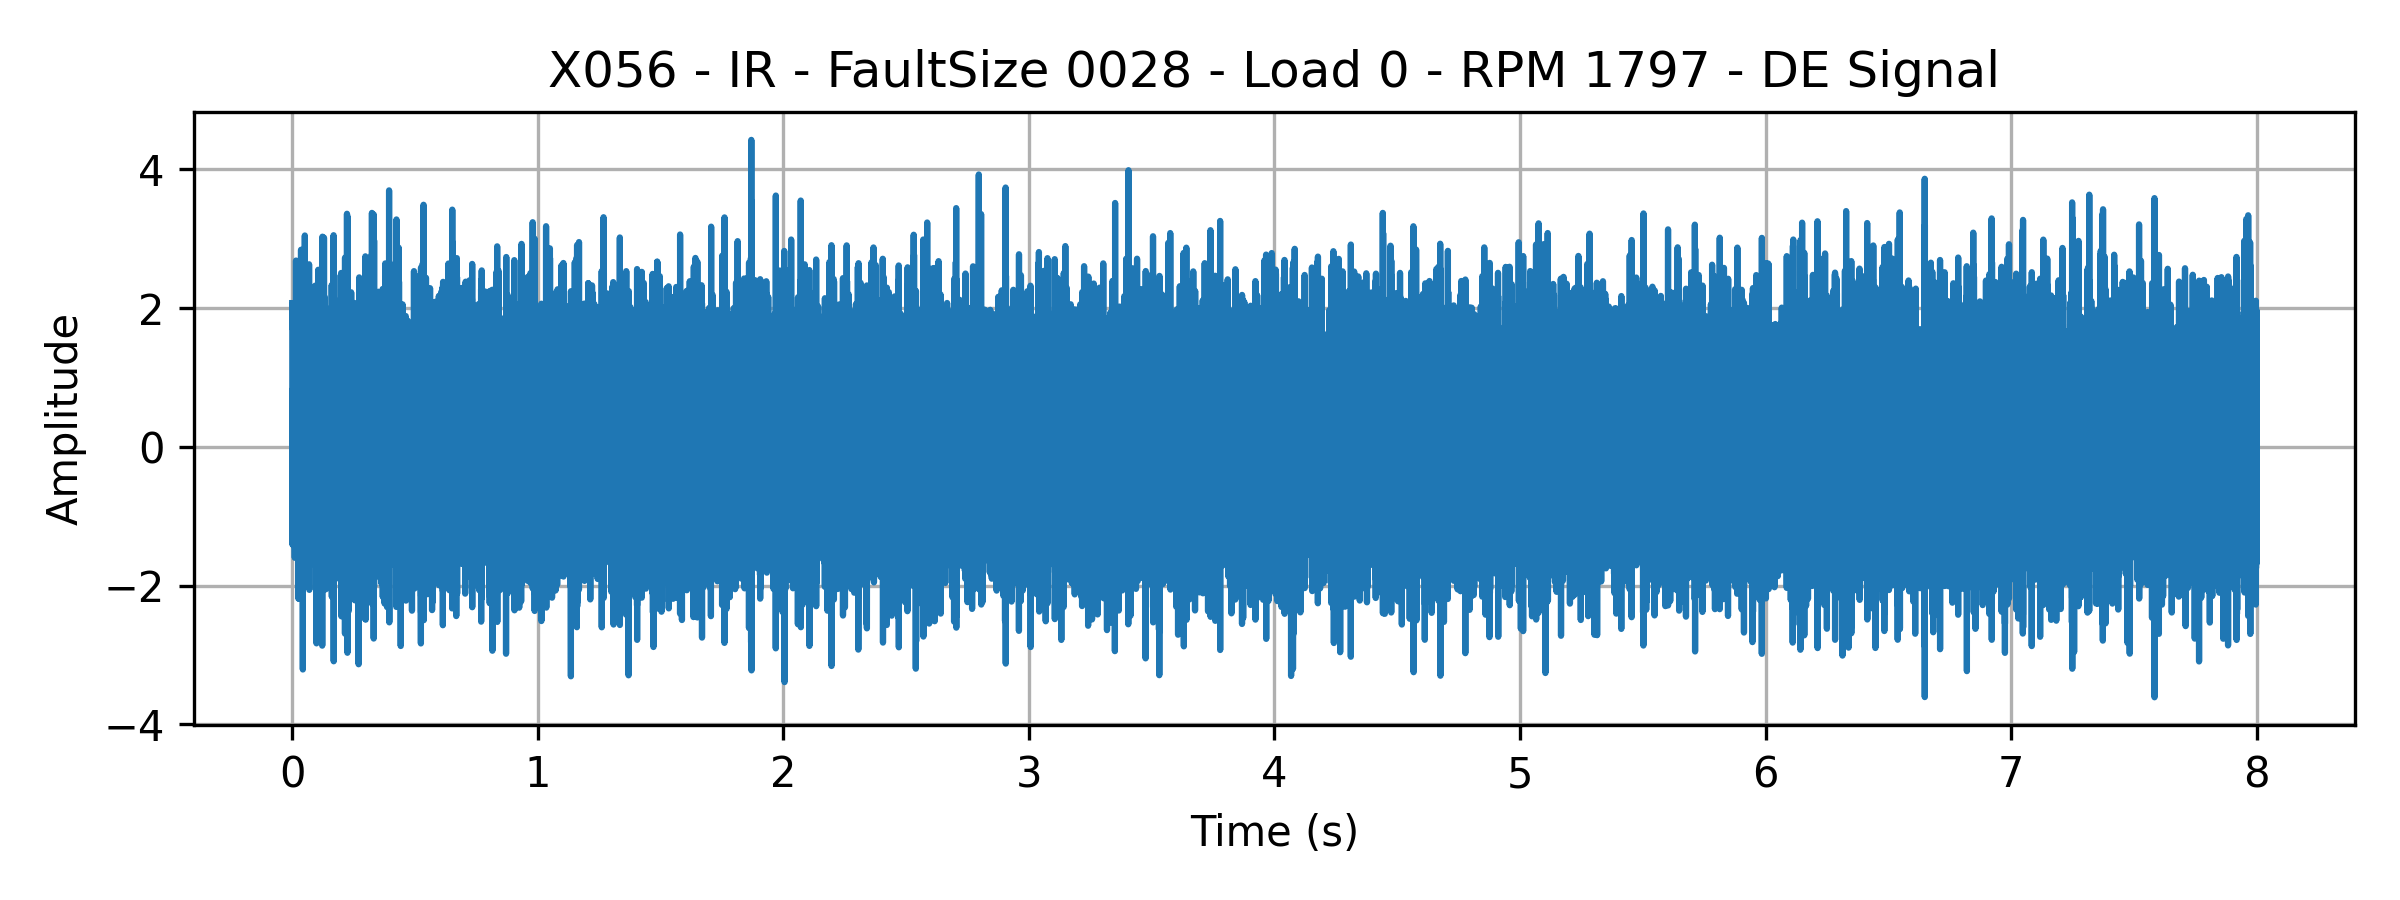 X056 - IR - FaultSize 0028 - Load 0 - RPM 1797 - DE Signal
4
2
0
−2
−4
Amplitude
0 1 2 3 4 5 6 7 8
Time (s)